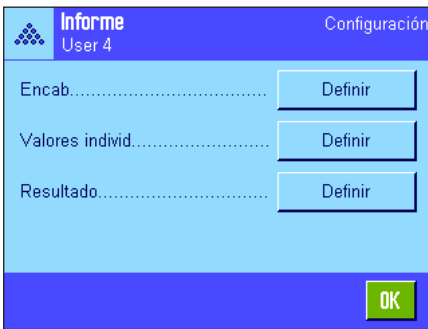 Informe
Configuración
User 4
Encab.................................. Definir
Valores individ.......................... Definir
Resultado............................... Definir
OK